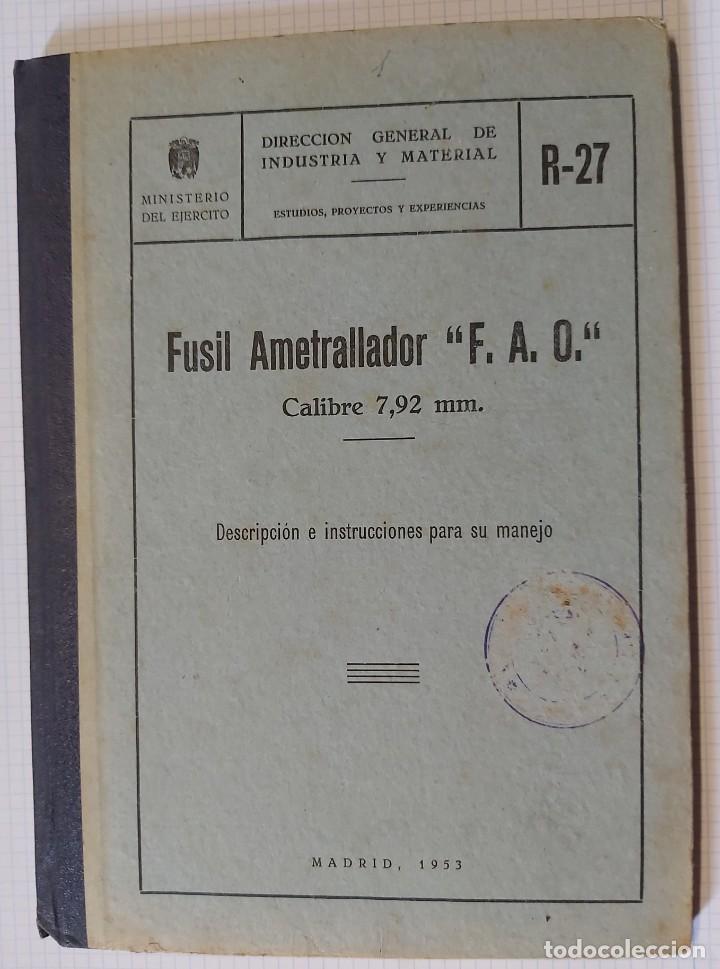 MINISTERIO
DEL EJERCITO
DIRECCION GENERAL DE
INDUSTRIA Y MATERIAL
ESTUDIOS, PROYECTOS Y EXPERIENCIAS
R-27
Fusil Ametrallador “F. A. O.“
Calibre 7,92 mm.
Descripción e instrucciones para su manejo
MADRID, 1953
todocoleccion